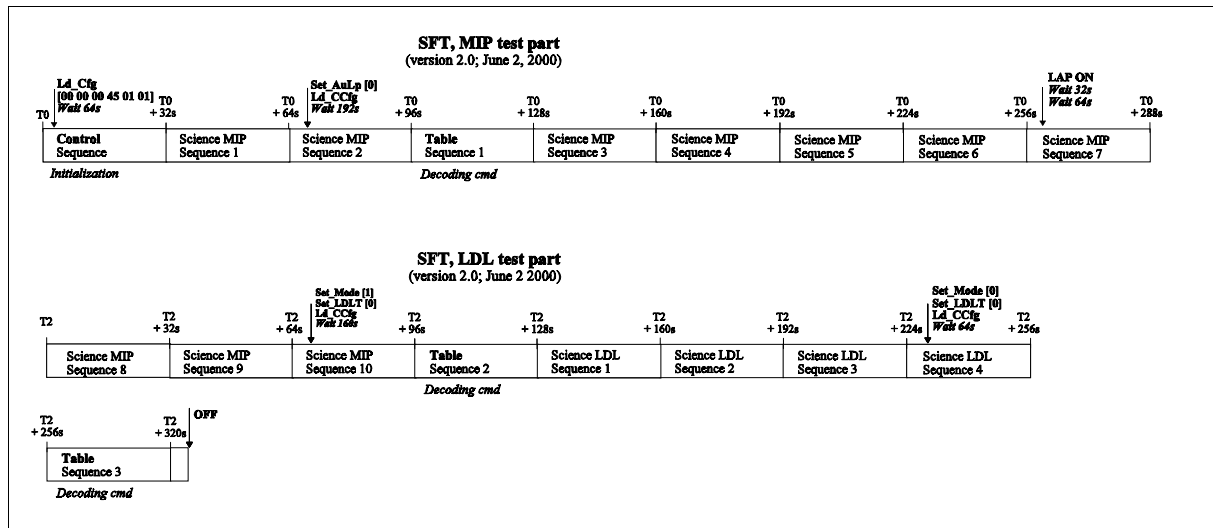 SFT, MIP test part
(version 2.0; June 2, 2000)
Ld_Cfg
[00 00 00 45 01 01]
Wait 64s
Set_AuLp [0]
Ld_CCfg
Wait 192s
LAP ON
Wait 32s
Wait 64s
T0
T0
+ 32s
T0
+ 64s
T0
+ 96s
T0
+ 128s
T0
+ 160s
T0
+ 192s
T0
+ 224s
T0
+ 256s
T0
+ 288s
Control
Sequence
Science MIP
Sequence 1
Science MIP
Sequence 2
Table
Sequence 1
Science MIP
Sequence 3
Science MIP
Sequence 4
Science MIP
Sequence 5
Science MIP
Sequence 6
Science MIP
Sequence 7
Initialization
Decoding cmd
SFT, LDL test part
(version 2.0; June 2 2000)
Set_Mode [1]
Set_LDLT [0]
Ld_CCfg
Wait 168s
Set_Mode [0]
Set_LDLT [0]
Ld_CCfg
Wait 64s
T2
T2
+ 32s
T2
+ 64s
T2
+ 96s
T2
+ 128s
T2
+ 160s
T2
+ 192s
T2
+ 224s
T2
+ 256s
Science MIP
Sequence 8
Science MIP
Sequence 9
Science MIP
Sequence 10
Table
Sequence 2
Science LDL
Sequence 1
Science LDL
Sequence 2
Science LDL
Sequence 3
Science LDL
Sequence 4
Decoding cmd
T2
+ 256s
T2
+ 320s
OFF
Table
Sequence 3
Decoding cmd